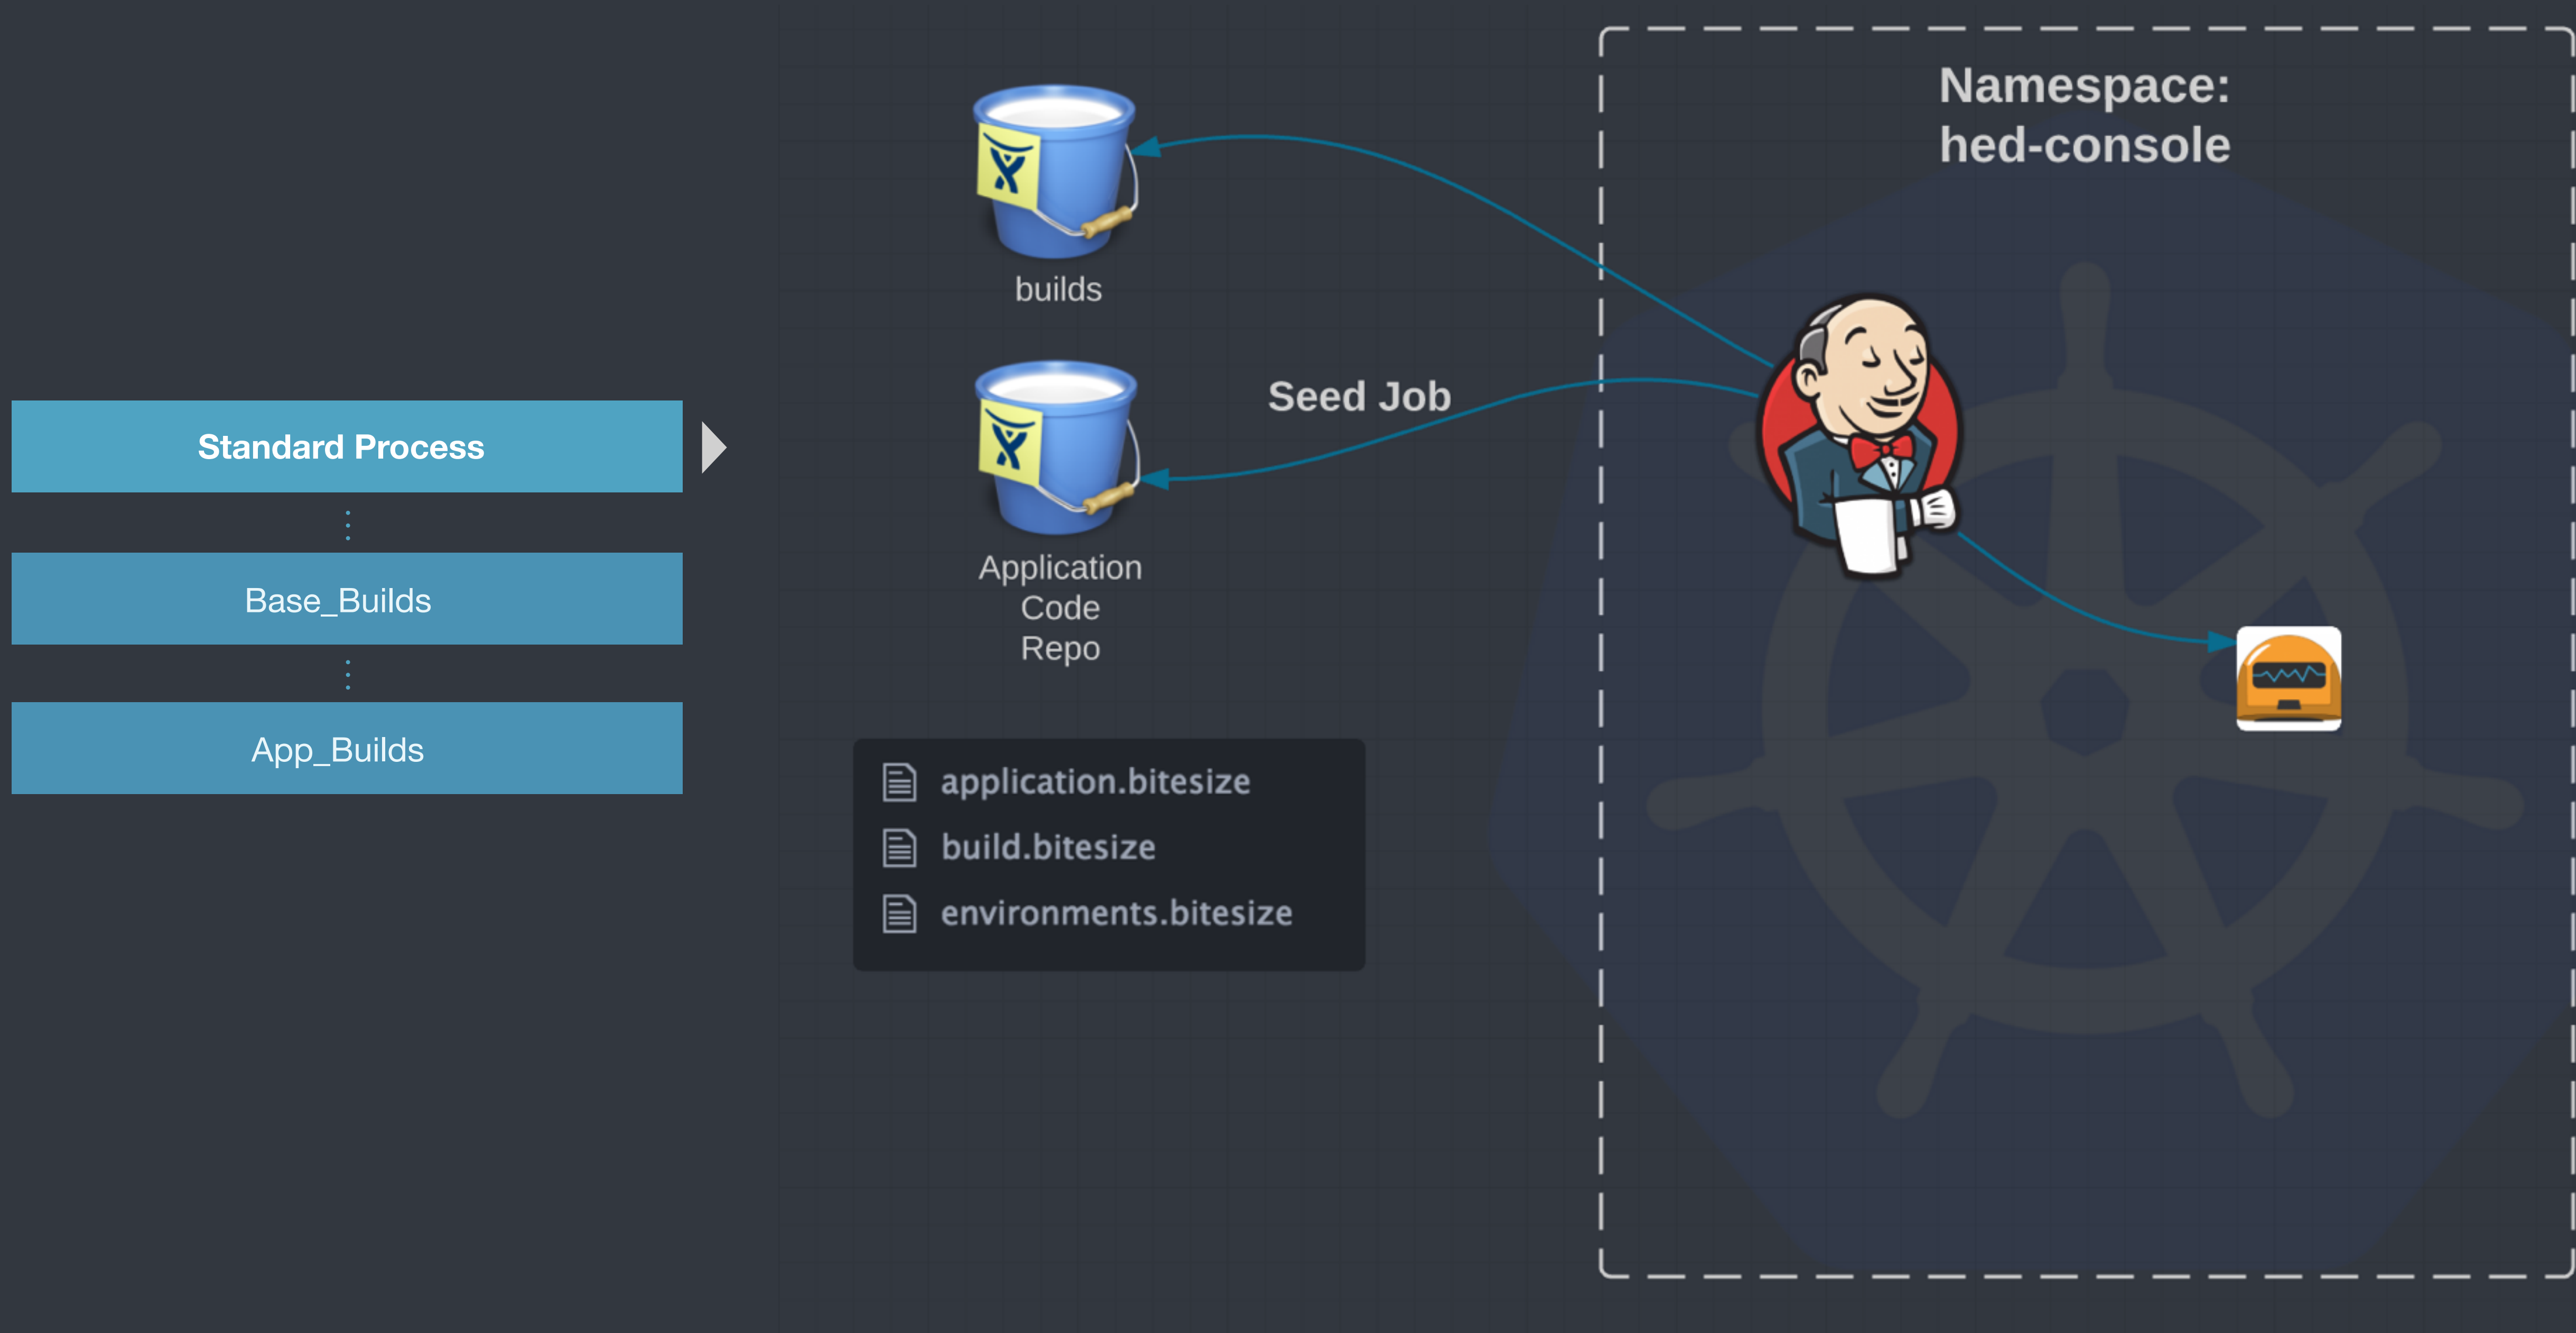 Standard Process
Base_Builds
App_Builds
builds
Application
Code
Repo
Seed Job
application.bitesize
build.bitesize
environments.bitesize
Namespace:
hed-console